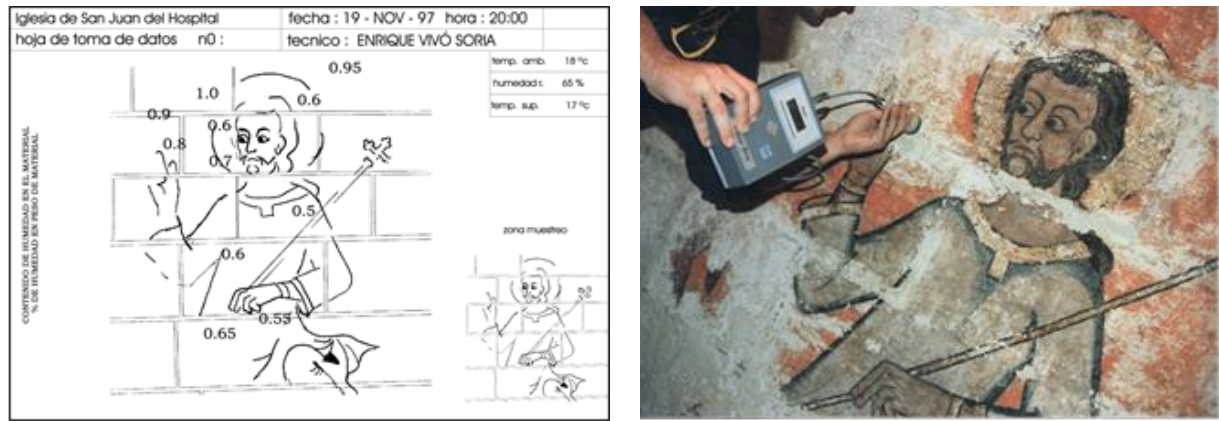 Iglesia de San Juan del Hospital
fecha : 19 - NOV - 97 hora : 20:00
hoja de toma de datos n0 :
tecnico : ENRIQUE VIVÓ SORIA
temp. amb. 18 ºc
humedad r. 65 %
temp. sup. 17 ºc
CONTENIDO DE HUMEDAD EN EL MATERIAL
% DE HUMEDAD EN PESO DE MATERIAL
0.95
1.0
0.6
0.9
0.6
0.8
0.7
0.5
0.6
0.55
0.65
zona muestreo